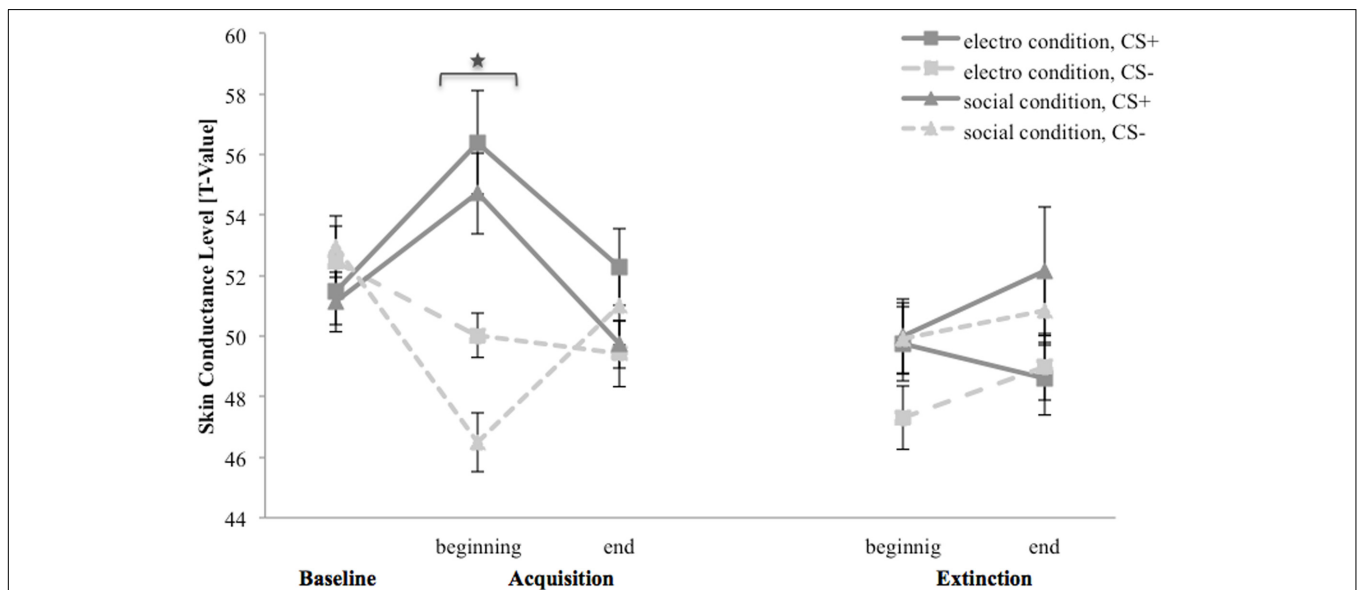 60
58
56
54
52
50
48
46
44
Skin Conductance Level [T-Value]
★
electro condition, CS+
electro condition, CS-
social condition, CS+
social condition, CS-
beginning end beginnig end
Baseline Acquisition Extinction